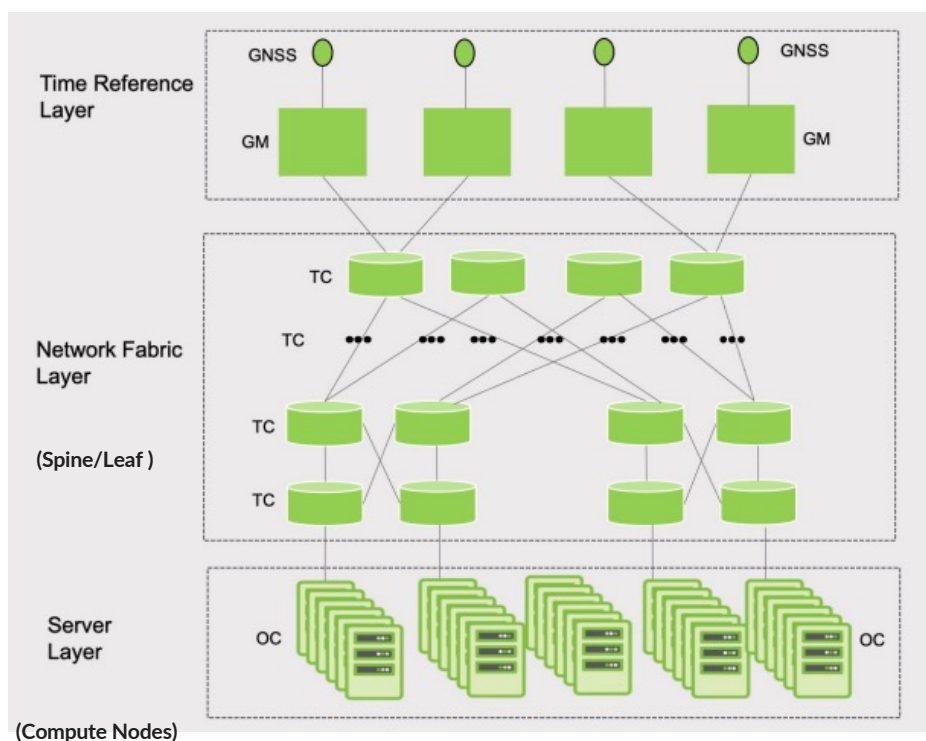 GNSS
GNSS
Time Reference
Layer
GM
GM
TC
TC
Network Fabric
Layer
TC
(Spine/Leaf )
TC
Server
Layer
OC
OC
(Compute Nodes)